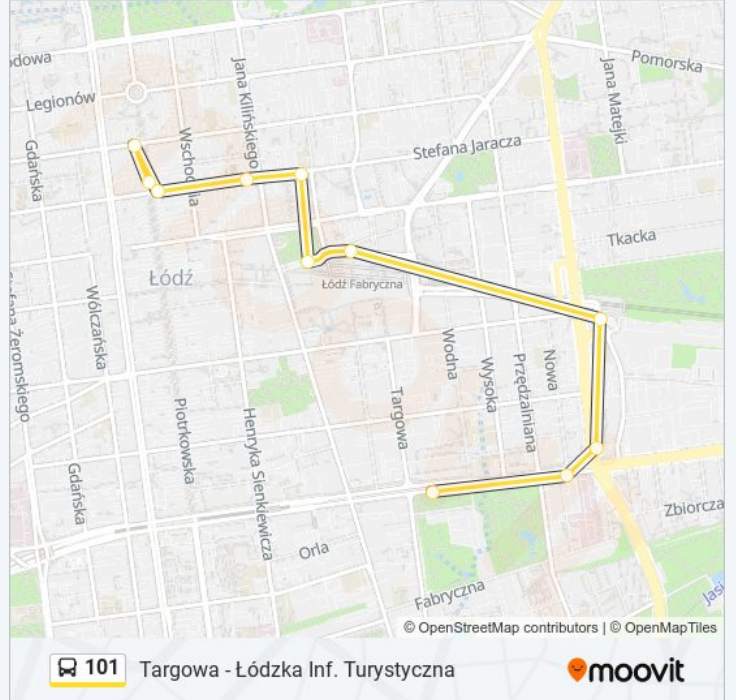 odowa
Legionów
Jana Kilińskiego
Pomorska
Jana Matejki
Gdańska
Wschodnia
Stefana Jaracza
Tkacka
Łódź
Łódź Fabryczna
Stefana Żeromskiego
Wólczańska
Wodna
Wysoka
Przędzalniana
Nowa
Targowa
Piotrkowska
Henryka Sienkiewicza
Gdańska
Zbiorcza
Orla
Fabryczna
Jasi
© OpenStreetMap contributors | © OpenMapTiles
101 Targowa - Łódzka Inf. Turystyczna
moovit